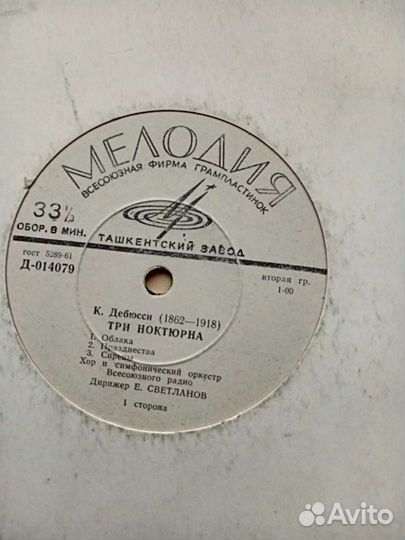 МЕЛОДИЯ
ВСЕСОЮЗНАЯ ФИРМА ГРАМПЛАСТИНОК
33 1/3
ОБОР. В МИН.
ТАШКЕНТСКИЙ ЗАВОД
гост 5289-61
Д-014079
вторая гр.
1-00
К. Дебюсси (1862—1918)
ТРИ НОКТЮРНА
1. Облака
2. Празднества
3. Сирены
Хор и симфонический оркестр
Всесоюзного радио
Дирижер Е. СВЕТЛАНОВ
I сторона
Avito